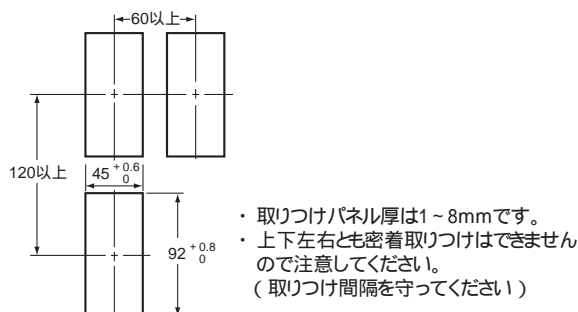 60以上
120以上
45 +0.6 0
92 +0.8 0
・ 取りつけパネル厚は1~8mmです。
・ 上下左右とも密着取りつけはできません
ので注意してください。
(取りつけ間隔を守ってください)